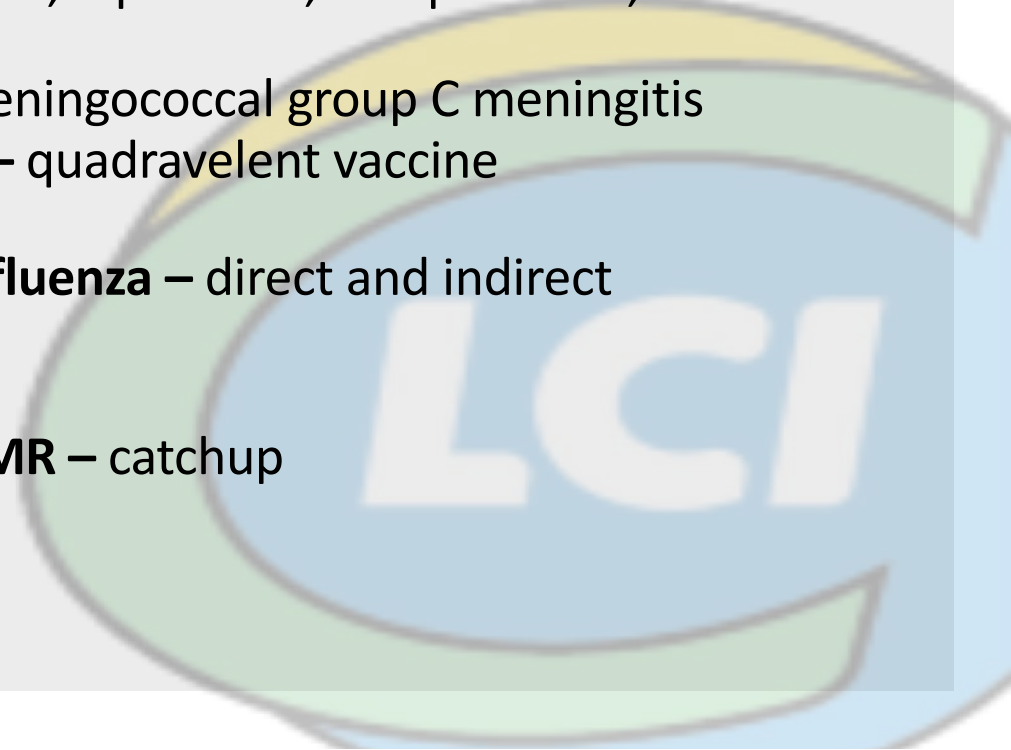 eningococcal group C meningitis
– quadravelent vaccine
fluenza – direct and indirect
MR – catchup
LCI